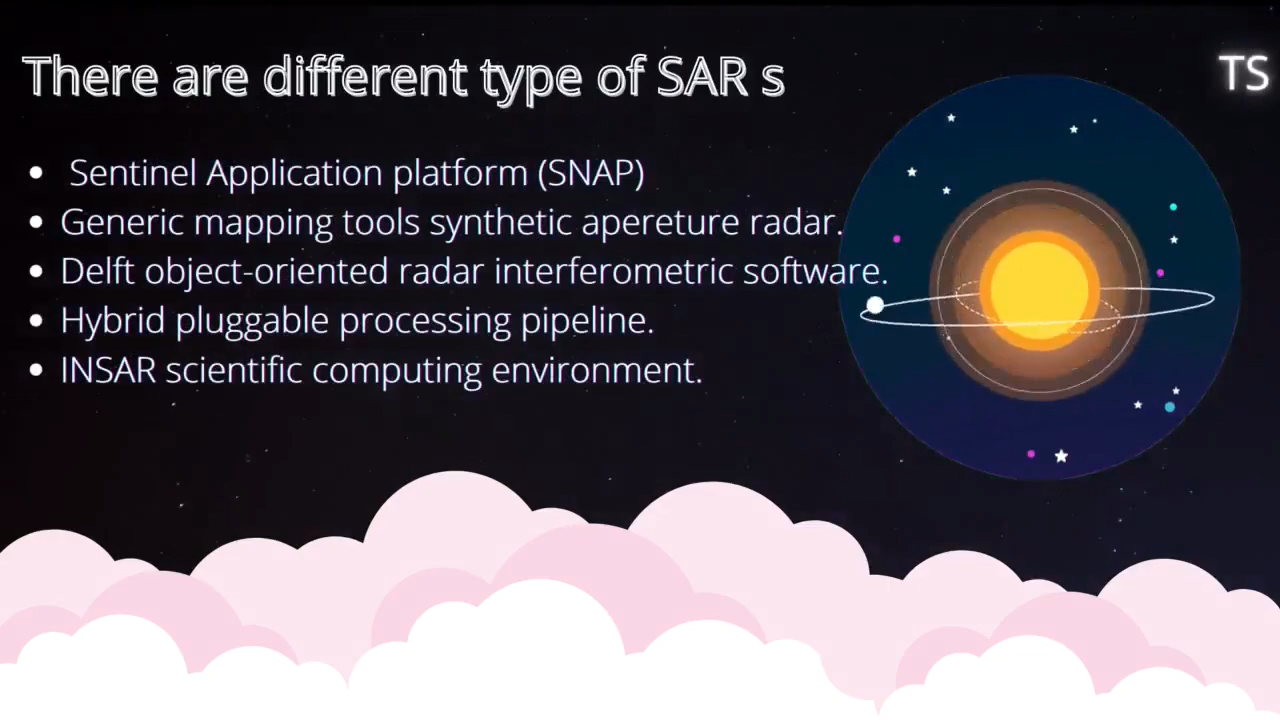 There are different type of SAR s
TS
• Sentinel Application platform (SNAP)
• Generic mapping tools synthetic apereture radar.
• Delft object-oriented radar interferometric software.
• Hybrid pluggable processing pipeline.
• INSAR scientific computing environment.